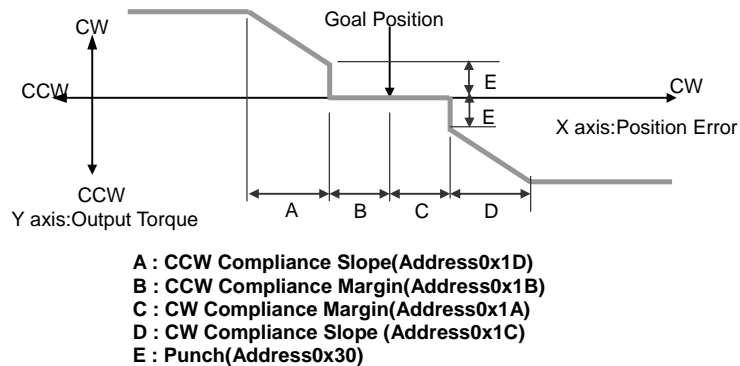 CW
Goal Position
E
CCW
CW
E
X axis:Position Error
CCW
A
B
C
D
Y axis:Output Torque
A : CCW Compliance Slope(Address0x1D)
B : CCW Compliance Margin(Address0x1B)
C : CW Compliance Margin(Address0x1A)
D : CW Compliance Slope (Address0x1C)
E : Punch(Address0x30)